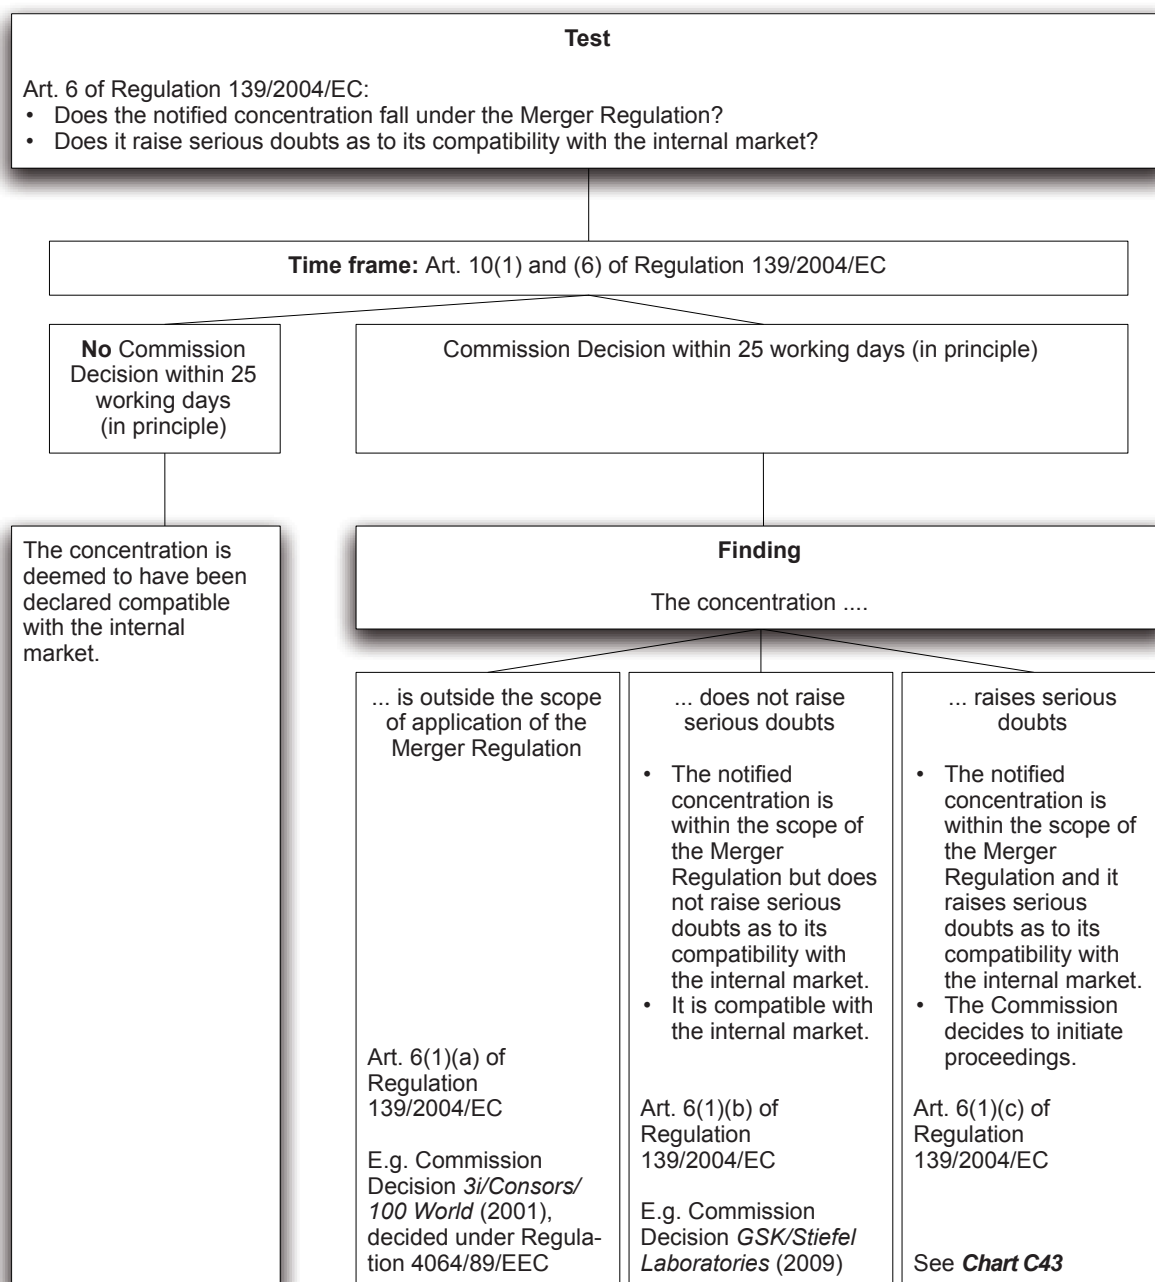 Test
Art. 6 of Regulation 139/2004/EC:
• Does the notified concentration fall under the Merger Regulation?
• Does it raise serious doubts as to its compatibility with the internal market?
Time frame: Art. 10(1) and (6) of Regulation 139/2004/EC
No Commission
Decision within 25
working days
(in principle)
Commission Decision within 25 working days (in principle)
The concentration is
deemed to have been
declared compatible
with the internal
market.
Finding
The concentration ....
... is outside the scope
of application of the
Merger Regulation
Art. 6(1)(a) of
Regulation
139/2004/EC
E.g. Commission
Decision 3i/Consors/
100 World (2001),
decided under Regula-
tion 4064/89/EEC
... does not raise
serious doubts
• The notified
concentration is
within the scope of
the Merger
Regulation but does
not raise serious
doubts as to its
compatibility with
the internal market.
• It is compatible with
the internal market.
Art. 6(1)(b) of
Regulation
139/2004/EC
E.g. Commission
Decision GSK/Stiefel
Laboratories (2009)
... raises serious
doubts
• The notified
concentration is
within the scope of
the Merger
Regulation and it
raises serious
doubts as to its
compatibility with
the internal market.
• The Commission
decides to initiate
proceedings.
Art. 6(1)(c) of
Regulation
139/2004/EC
See Chart C43